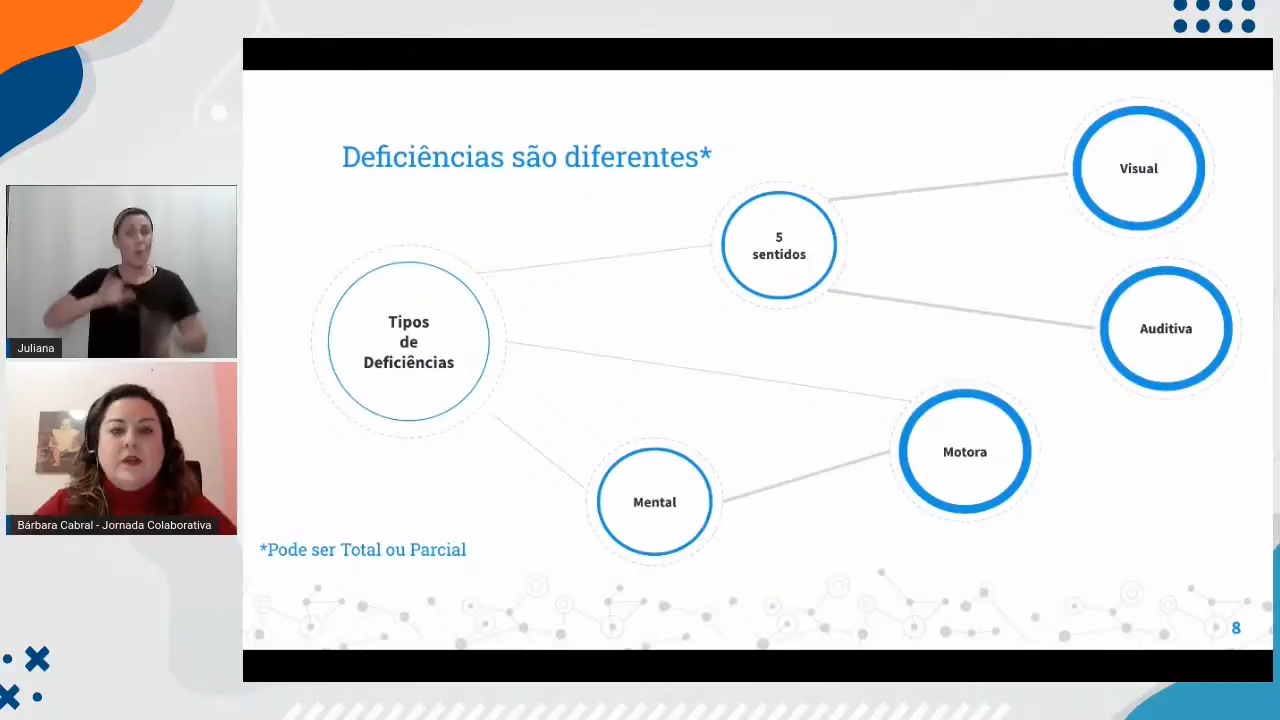 Deficiências são diferentes*
Visual
5
sentidos
Auditiva
Tipos
de
Deficiências
Motora
Mental
*Pode ser Total ou Parcial
8
Juliana
Bárbara Cabral - Jornada Colaborativa